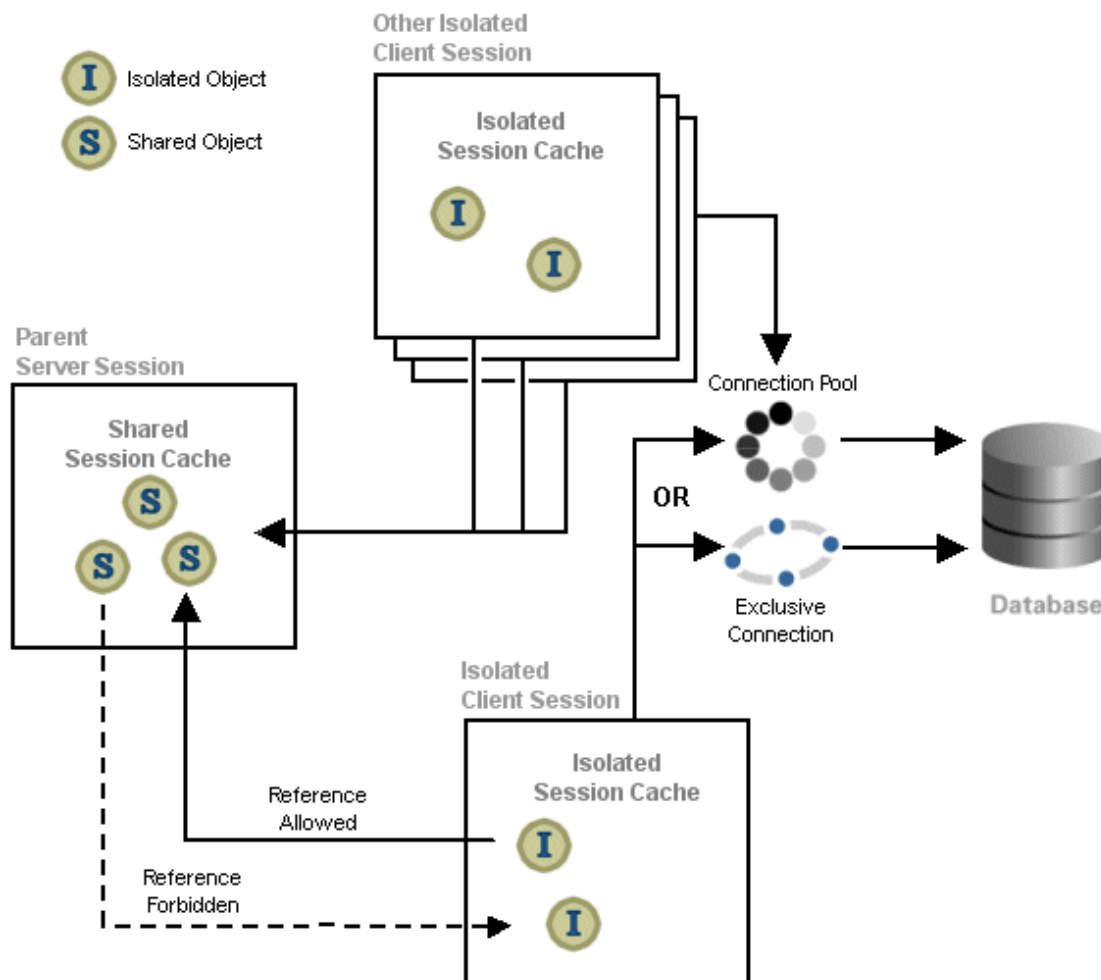 Other Isolated
Client Session
I
Isolated Object
S
Shared Object
Isolated
Session Cache
I
I
Parent
Server Session
Shared
Session Cache
S
S
S
Connection Pool
OR
Exclusive
Connection
Database
Isolated
Client Session
Isolated
Session Cache
Reference
Allowed
I
Reference
Forbidden
I